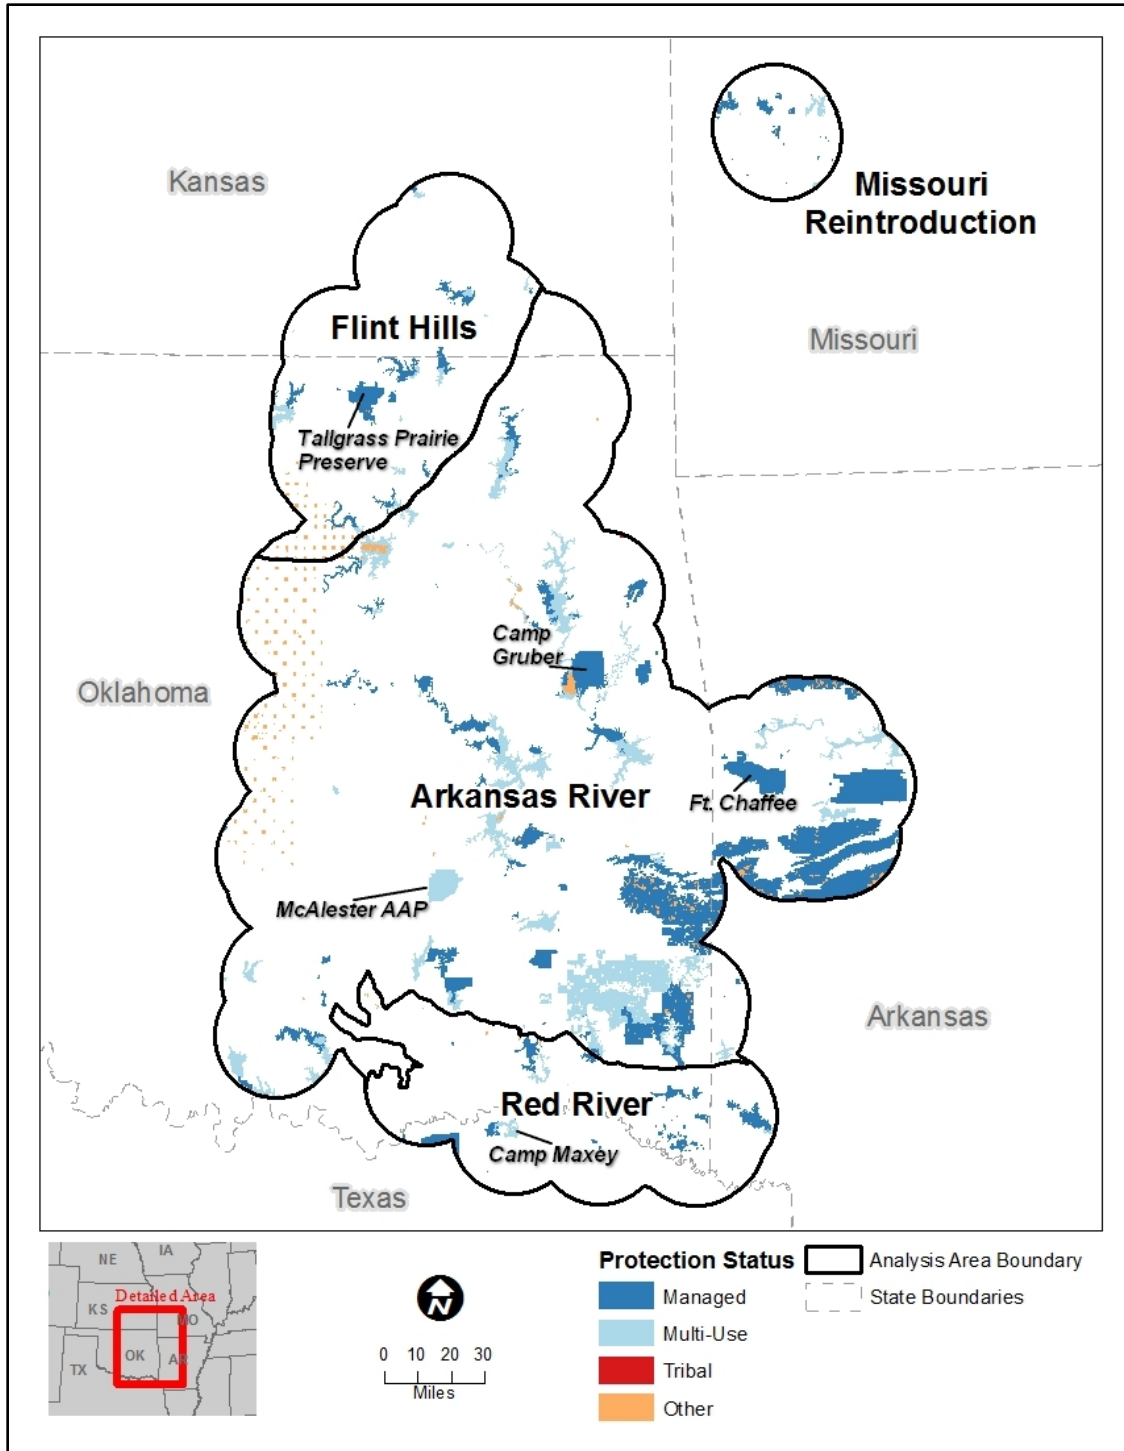 Kansas
Missouri
Reintroduction
Flint Hills
Missouri
Tallgrass Prairie
Preserve
Camp
Gruber
Oklahoma
Arkansas River
Ft. Chaffee
McAlester AAP
Arkansas
Red River
Camp Maxey
Texas
NE
IA
Detailed Area
KS
MO
OK
AR
TX
N
0 10 20 30
Miles
Protection Status
Managed
Multi-Use
Tribal
Other
Analysis Area Boundary
State Boundaries